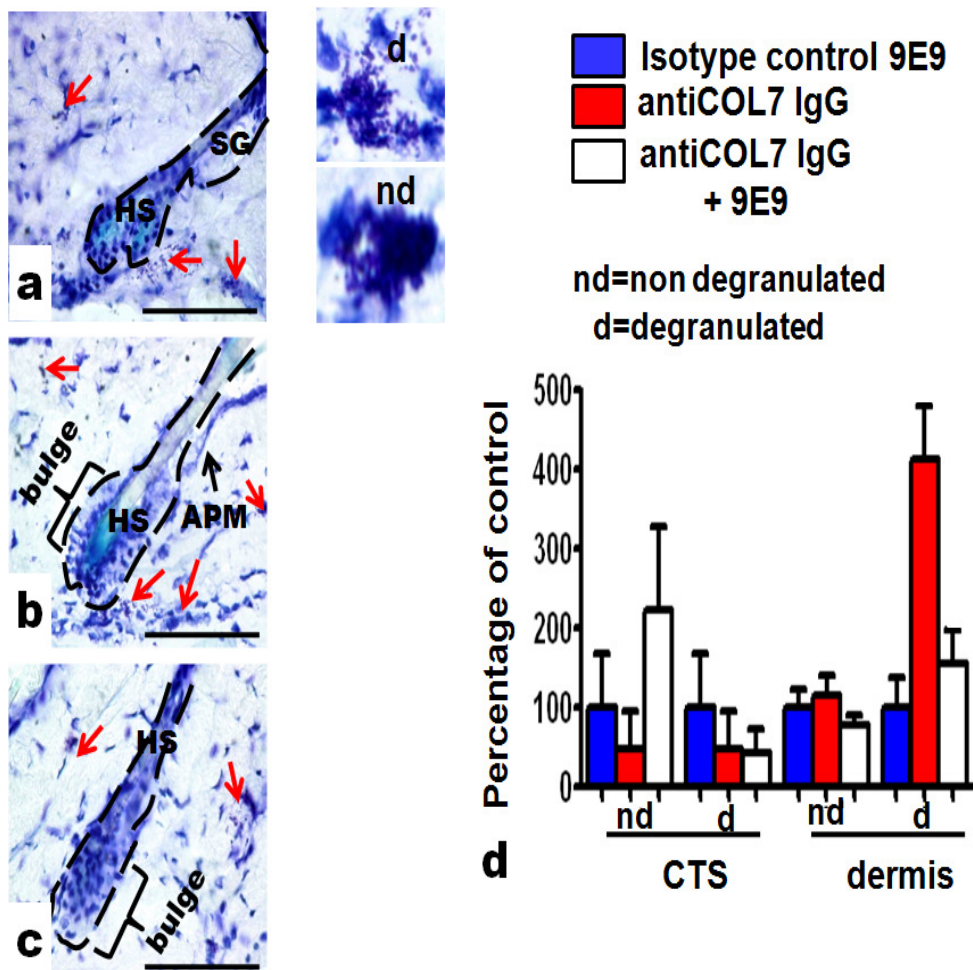 SG
HS
a
bulge
HS
APM
b
HS
bulge
c
d
nd
Isotype control 9E9
antiCOL7 IgG
antiCOL7 IgG
+ 9E9
nd=non degranulated
d=degranulated
Percentage of control
500
400
300
200
100
0
nd d nd d
CTS dermis
d